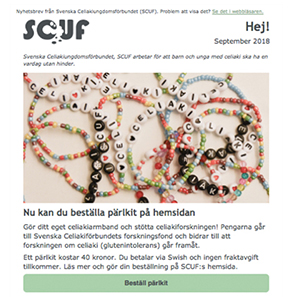 Nyhetsbrev från Svenska Celiakiungdomsförbundet (SCUF). Problem att visa det? Se det i webbläsaren.
SCUF
Hej!
September 2018
Svenska Celiakiungdomsförbundet, SCUF arbetar för att barn och unga med celiaki ska ha en
vardag utan hinder.
Nu kan du beställa pärlkit på hemsidan
Gör ditt eget celiakiarmband och stötta celiakiforskningen! Pengarna går
till Svenska Celiakiförbundets forskningsfond och bidrar till att
forskningen om celiaki (glutenintolerans) går framåt.
Ett pärlkit kostar 40 kronor. Du betalar via Swish och ingen fraktavgift
tillkommer. Läs mer och gör din beställning på SCUF:s hemsida.
Beställ pärlkit